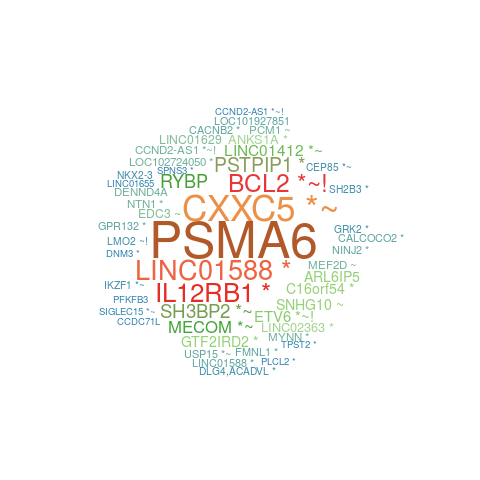 CCND2-AS1 *~!
LOC101927851
CACNB2 * PCM1 ~
LINC01629 ANKS1A *
CCND2-AS1 *~! LINC01412 *~
LOC102724050 * PSTPIP1 * CEP85 *~
SPNS3 *
NKX2-3 RYBP BCL2 *~! SH2B3 *
LINC01655
DENND4A
NTN1 * CXXC5 *~
EDC3 ~
GPR132 * PSMA6 GRK2 *
LMO2 ~! CALCOCO2 *
DNM3 * NINJ2 *
LINC01588 * MEF2D ~
ARL6IP5
IKZF1 *~ IL12RB1 * C16orf54 *
PFKFB3
SIGLEC15 *~ SH3BP2 *~ SNHG10 ~
CCDC71L ETV6 *~!
MECOM *~ LINC02363 *
GTF2IRD2 * MYNN *
TPST2 *
USP15 *~ FMNL1 *
LINC01588 * PLCL2 *
DLG4,ACADVL *